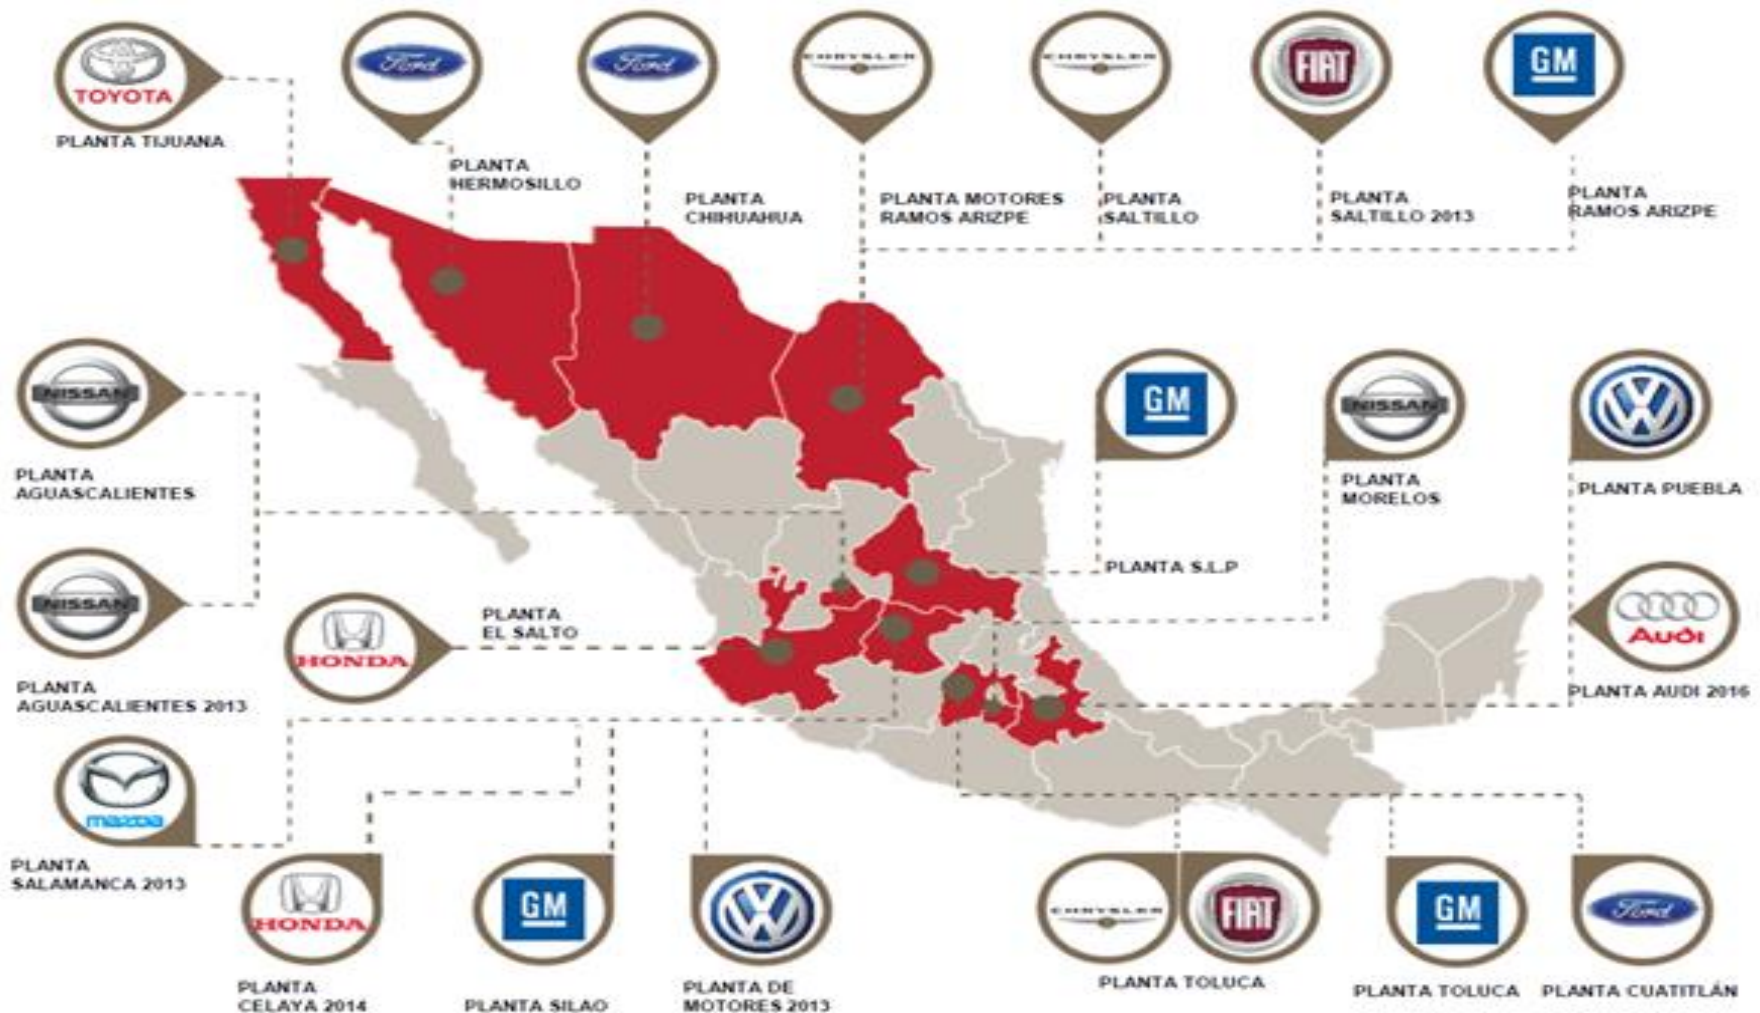 TOYOTA
PLANTA TIJUANA
Ford
PLANTA
HERMOSILLO
Ford
PLANTA
CHIHUAHUA
CHRYSLER
PLANTA MOTORES
RAMOS ARIZPE
CHRYSLER
PLANTA
SALTILLO
FIAT
PLANTA
SALTILLO 2013
GM
PLANTA
RAMOS ARIZPE
NISSAN
PLANTA
AGUASCALIENTES
GM
PLANTA S.L.P
NISSAN
PLANTA
MORELOS
VW
PLANTA PUEBLA
NISSAN
PLANTA
AGUASCALIENTES 2013
HONDA
PLANTA
EL SALTO
Audi
PLANTA AUDI 2016
mazda
PLANTA
SALAMANCA 2013
HONDA
PLANTA
CELAYA 2014
GM
PLANTA SILAO
VW
PLANTA DE
MOTORES 2013
CHRYSLER
FIAT
PLANTA TOLUCA
GM
PLANTA TOLUCA
Ford
PLANTA CUATITLÁN